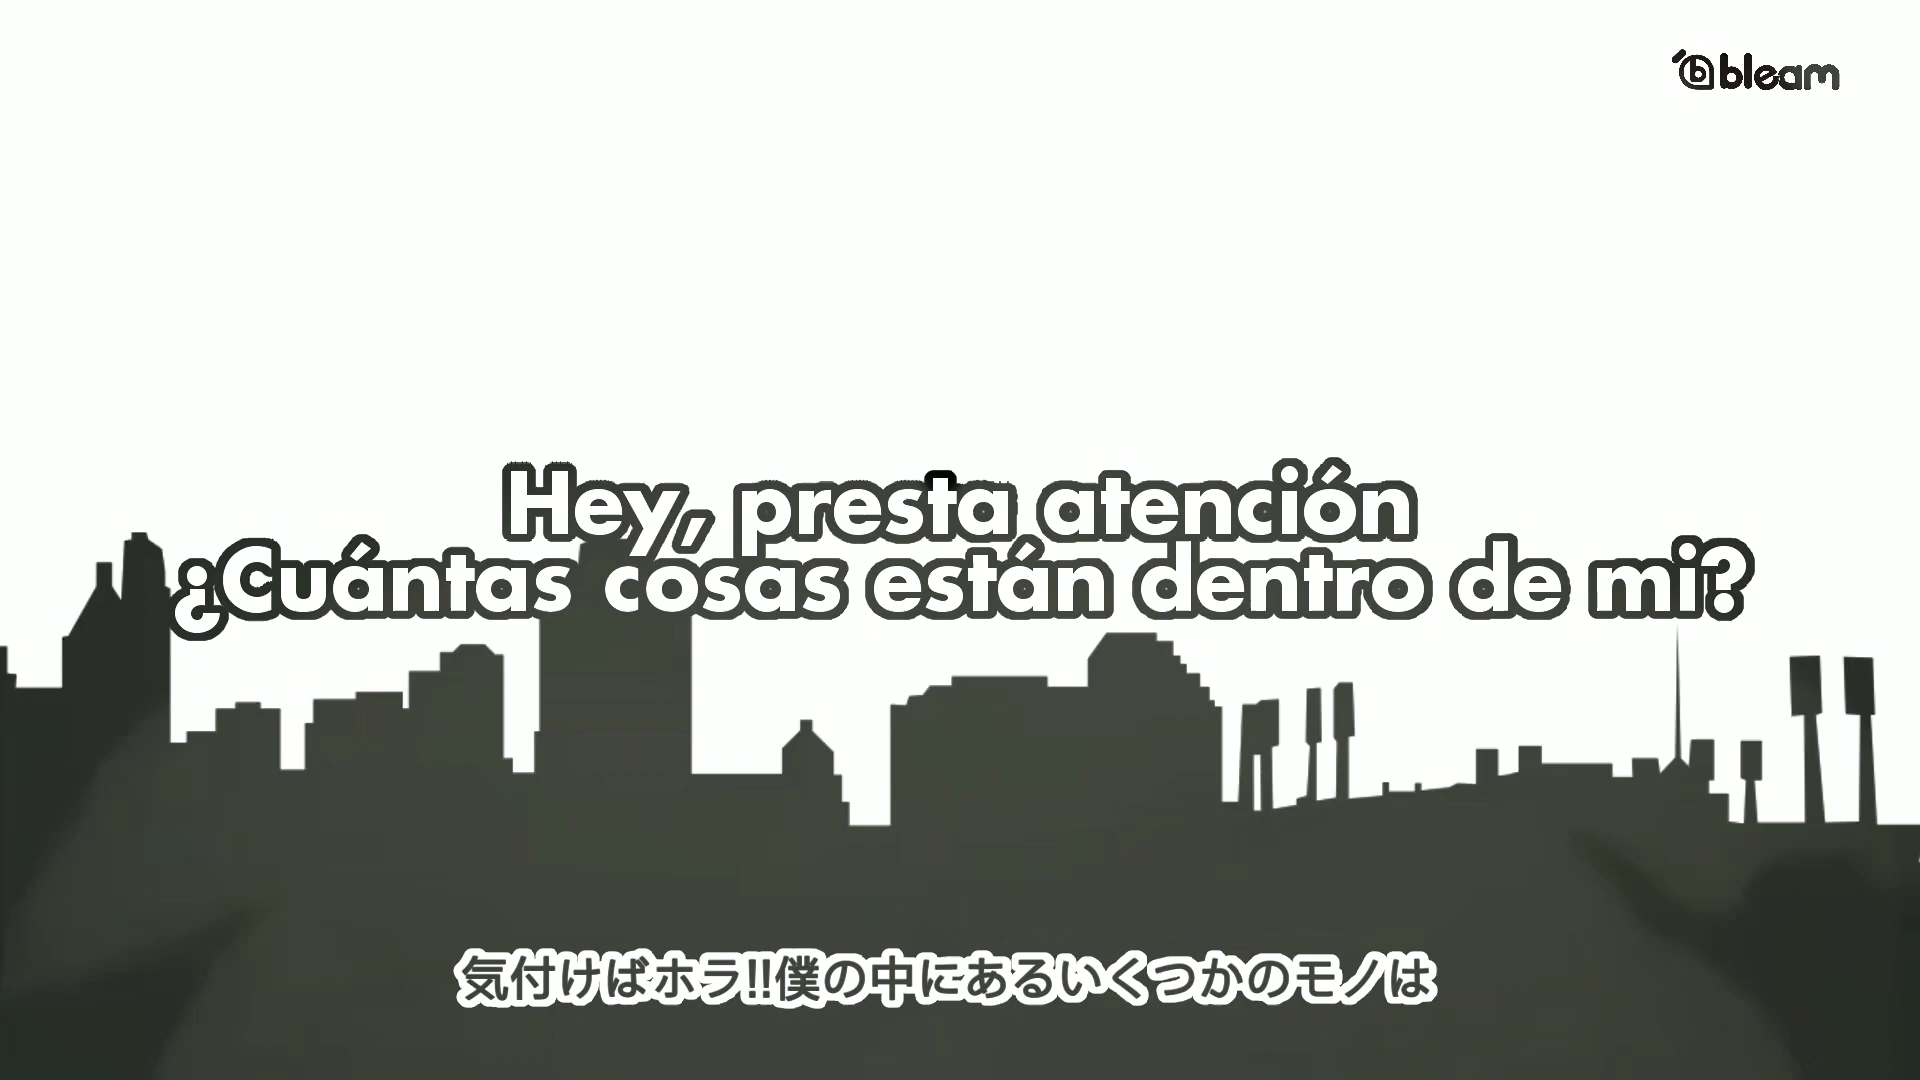 bleam
Hey, presta atención
¿Cuántas cosas están dentro de mi?
気付けばホラ!!僕の中にあるいくつかのモノは